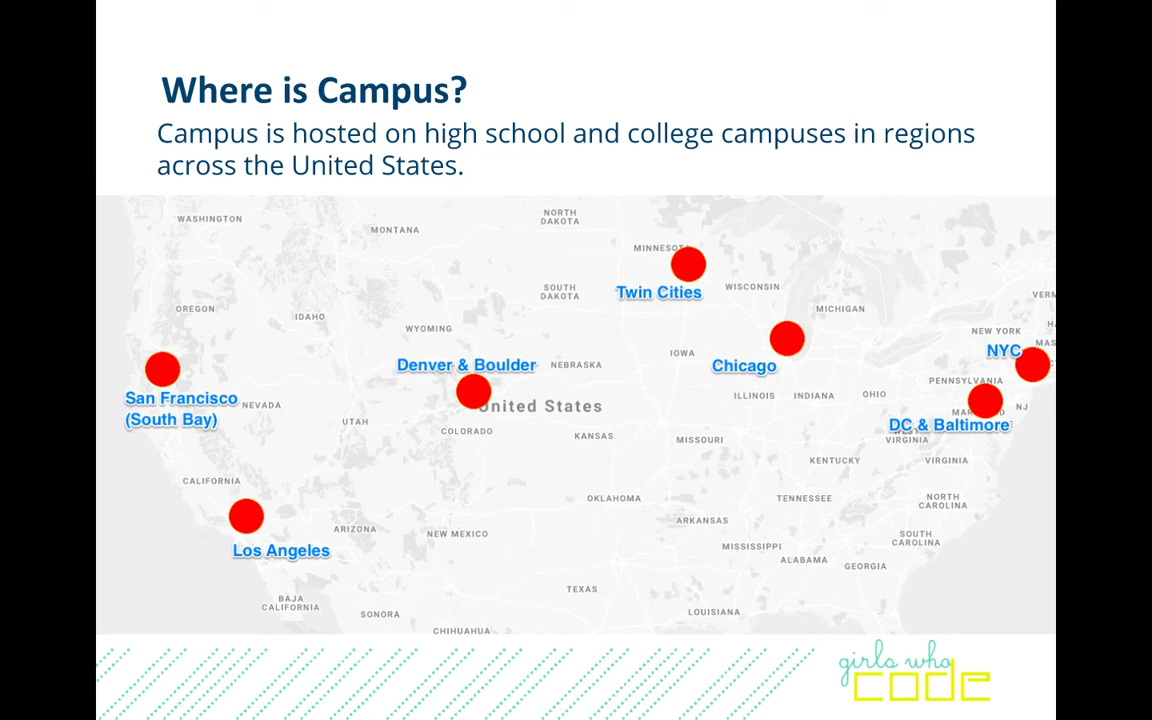 Where is Campus?
Campus is hosted on high school and college campuses in regions
across the United States.
WASHINGTON
NORTH
DAKOTA
MONTANA
MINNESOT
Twin Cities
SOUTH
DAKOTA
WISCONSIN
VERM
OREGON
IDAHO
MICHIGAN
WYOMING
NEW YORK
NYC
MAS
IOWA
Denver & Boulder
NEBRASKA
Chicago
PENNSYLVANIA
San Francisco
(South Bay)
NEVADA
United States
ILLINOIS
INDIANA
OHIO
NJ
UTAH
COLORADO
KANSAS
MISSOURI
DC & Baltimore
VIRGINIA
KENTUCKY
VIRGINIA
CALIFORNIA
OKLAHOMA
TENNESSEE
NORTH
CAROLINA
ARIZONA
NEW MEXICO
ARKANSAS
SOUTH
CAROLINA
Los Angeles
MISSISSIPPI
ALABAMA
GEORGIA
TEXAS
BAJA
CALIFORNIA
SONORA
LOUISIANA
CHIHUAHUA
girls who
code